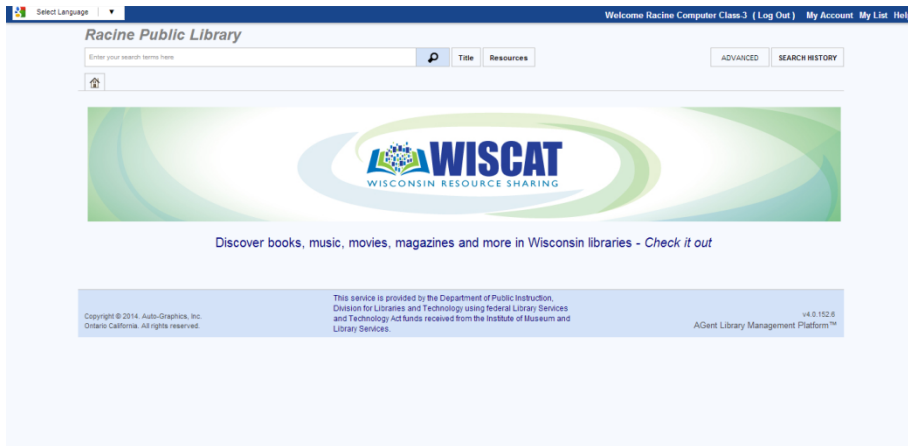 Select Language ▼
Welcome Racine Computer Class-3 ( Log Out ) My Account My List Help
Racine Public Library
Enter your search terms here Title Resources ADVANCED SEARCH HISTORY
WISCAT
WISCONSIN RESOURCE SHARING
Discover books, music, movies, magazines and more in Wisconsin libraries - Check it out
This service is provided by the Department of Public Instruction,
Division for Libraries and Technology using federal Library Services
and Technology Act funds received from the Institute of Museum and
Library Services.
Copyright © 2014. Auto-Graphics, Inc.
Ontario California. All rights reserved.
v4.0.152.6
AGent Library Management Platform™